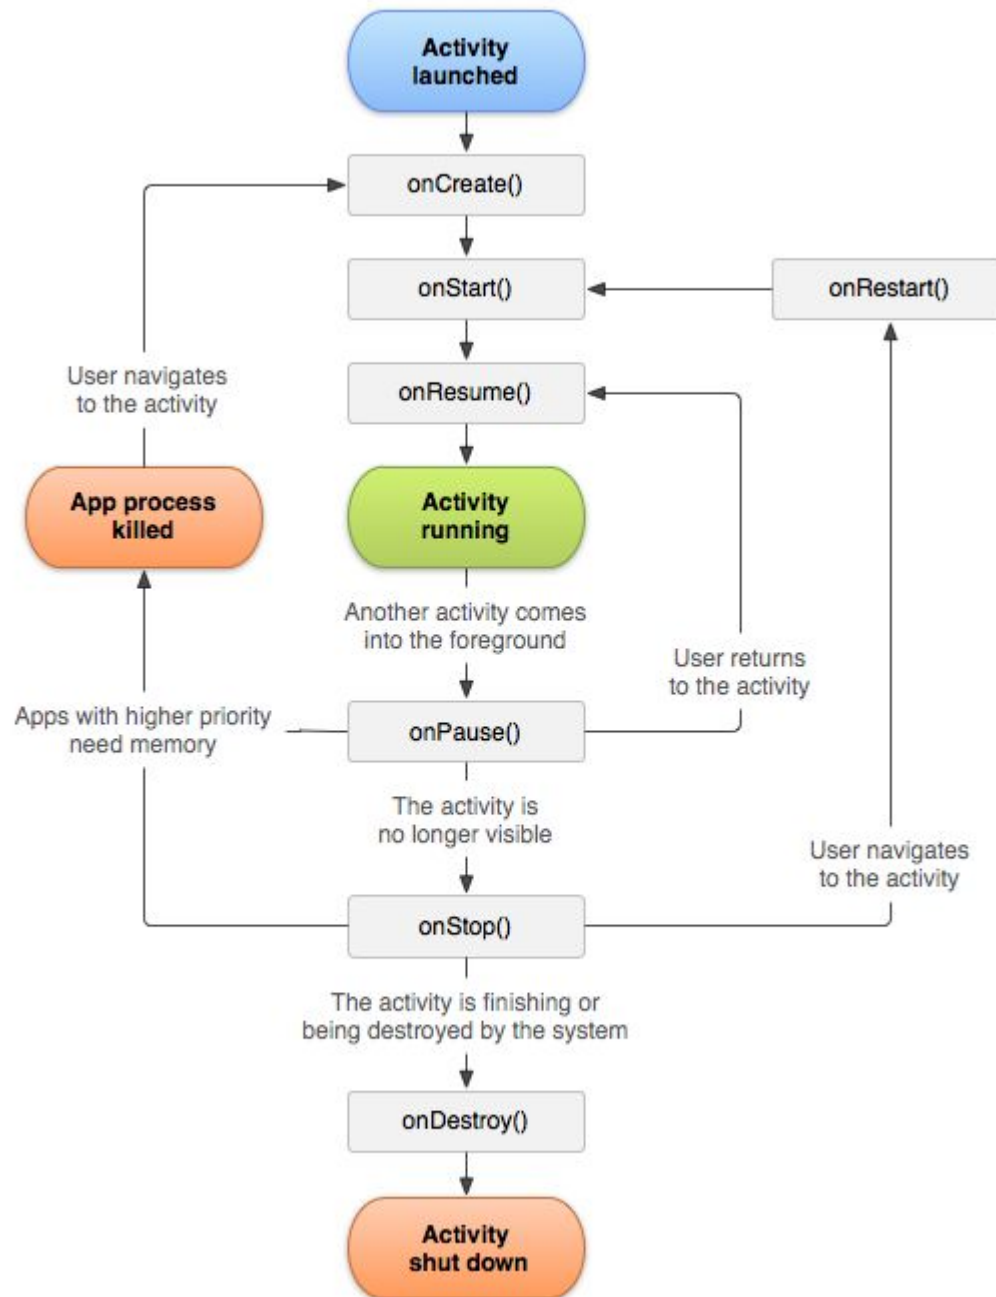 Activity
launched
onCreate()
onStart()
onRestart()
User navigates
to the activity
onResume()
App process
killed
Activity
running
Another activity comes
into the foreground
User returns
to the activity
Apps with higher priority
need memory
onPause()
The activity is
no longer visible
User navigates
to the activity
onStop()
The activity is finishing or
being destroyed by the system
onDestroy()
Activity
shut down